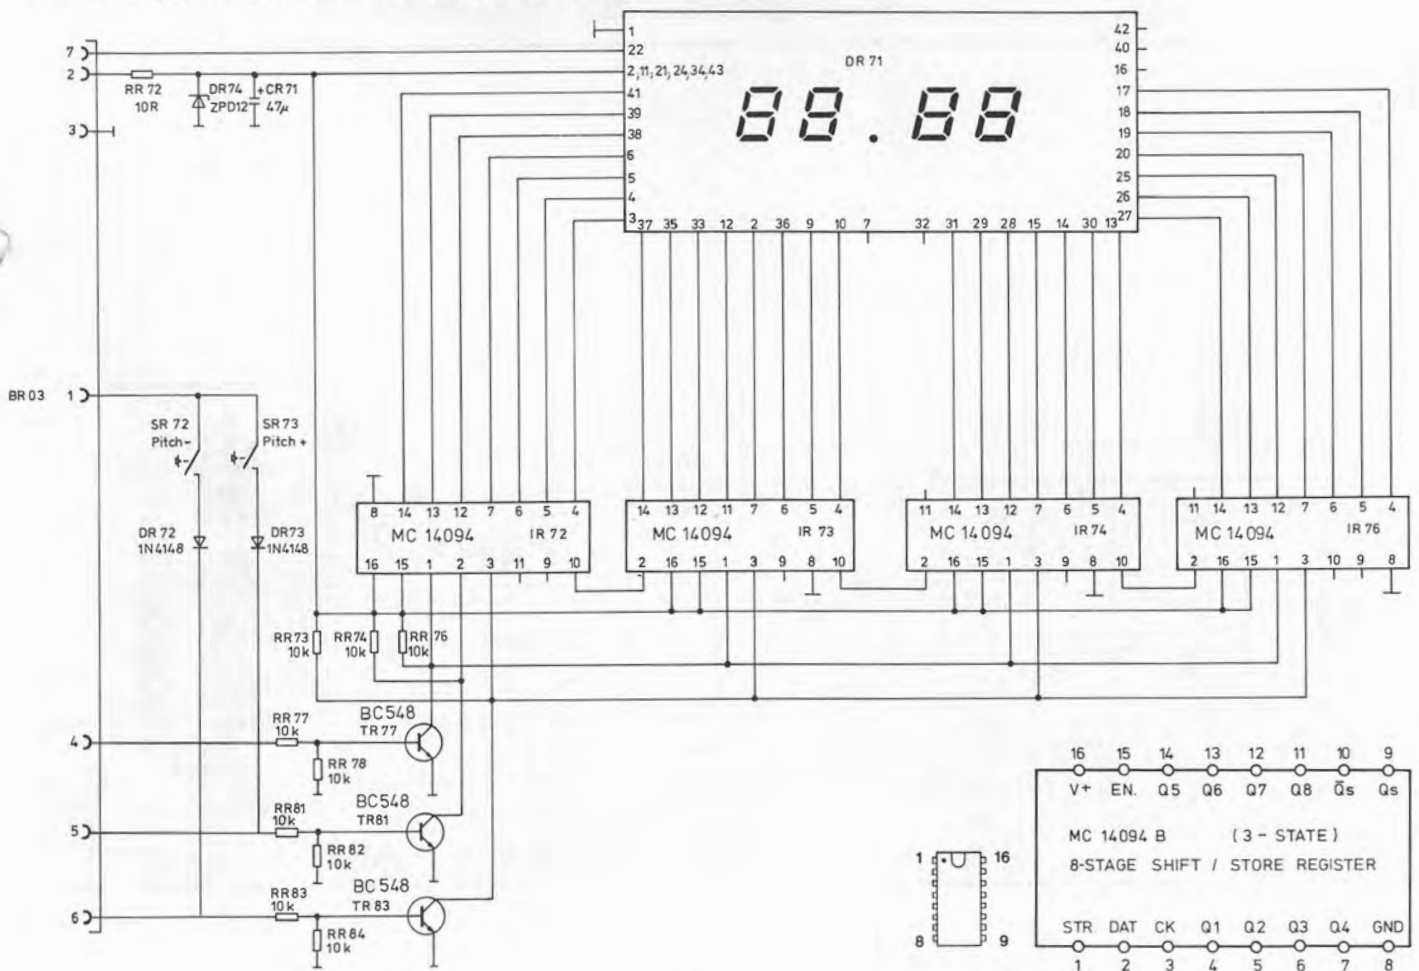 7
2
RR 72
10R
DR74
ZPD12
+CR71
47µ
3
1
22
2,11,21,24,34,43
41
39
38
6
5
4
3
DR 71
88.88
42
40
16
17
18
19
20
25
26
27
37 35 33 12 2 36 9 10 7 32 31 29 28 15 14 30 13
BR03 1
SR 72
Pitch-
SR73
Pitch+
DR 72
1N4148
DR73
1N4148
8 14 13 12 7 6 5 4
MC 14094 IR 72
16 15 1 2 3 11 9 10
14 13 12 11 7 6 5 4
MC 14094 IR 73
2 16 15 1 3 9 8 10
11 14 13 12 7 6 5 4
MC 14094 IR74
2 16 15 1 3 9 8 10
11 14 13 12 7 6 5 4
MC 14094 IR 76
2 16 15 1 3 10 9 8
RR73
10k
RR74
10k
RR 76
10k
4
RR 77
10k
RR 78
10k
BC548
TR77
5
RR81
10k
RR 82
10k
BC548
TR81
6
RR83
10k
RR84
10k
BC 548
TR 83
1 16
8 9
16 15 14 13 12 11 10 9
V+ EN. Q5 Q6 Q7 Q8 Q̄s Qs
MC 14094 B (3-STATE)
8-STAGE SHIFT / STORE REGISTER
STR. DAT CK Q1 Q2 Q3 Q4 GND
1 2 3 4 5 6 7 8